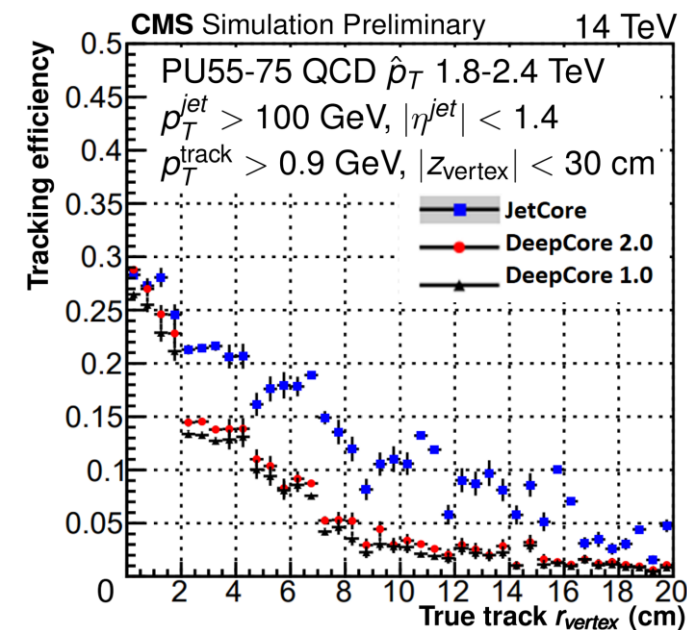 CMS Simulation Preliminary 14 TeV
PU55-75 QCD p̂_T 1.8-2.4 TeV
p_T^jet > 100 GeV, |η^jet| < 1.4
p_T^track > 0.9 GeV, |z_vertex| < 30 cm
JetCore
DeepCore 2.0
DeepCore 1.0
Tracking efficiency
0.5
0.45
0.4
0.35
0.3
0.25
0.2
0.15
0.1
0.05
0 2 4 6 8 10 12 14 16 18 20
True track r_vertex (cm)